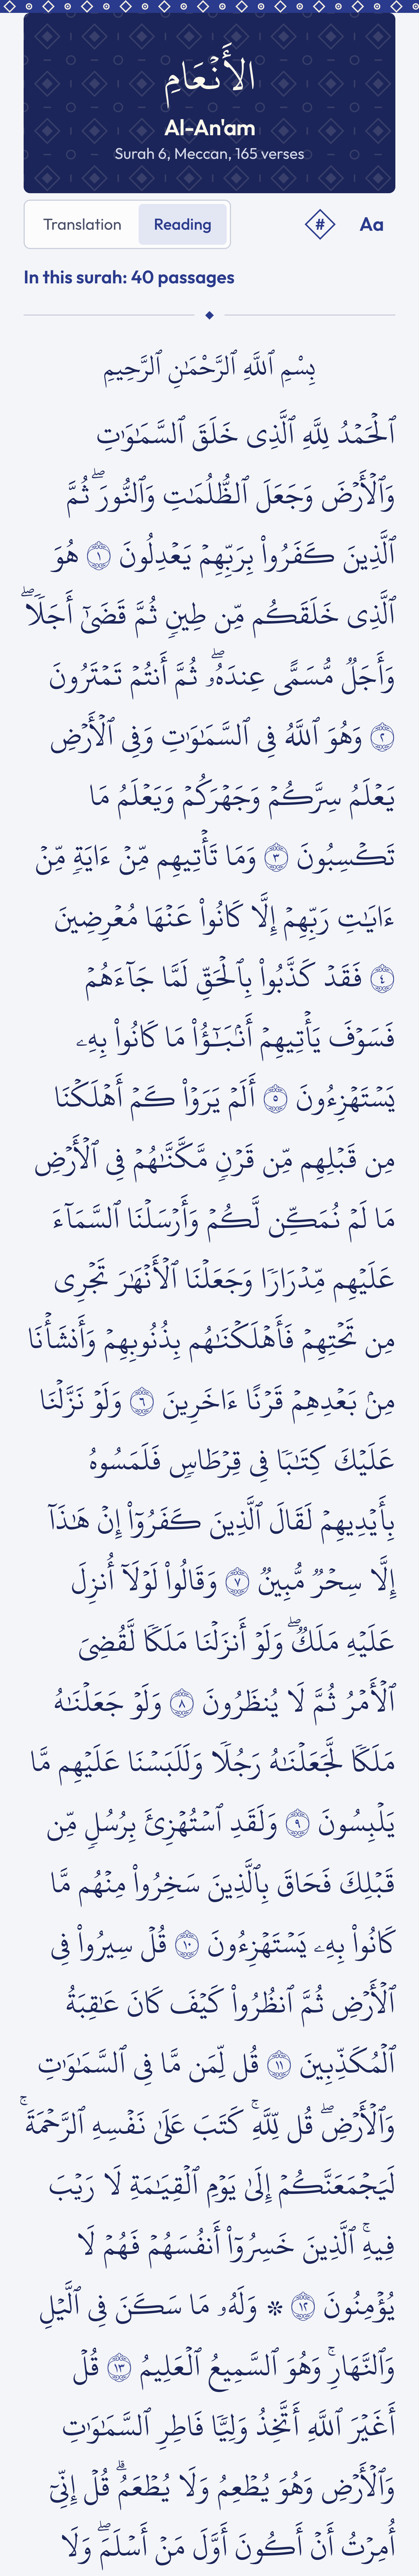 الأَنْعَامِ
Al-An'am
Surah 6, Meccan, 165 verses
Translation Reading # Aa
In this surah: 40 passages
بِسْمِ ٱللَّهِ ٱلرَّحْمَـٰنِ ٱلرَّحِيمِ
ٱلْحَمْدُ لِلَّهِ ٱلَّذِى خَلَقَ ٱلسَّمَـٰوَٰتِ
وَٱلْأَرْضَ وَجَعَلَ ٱلظُّلُمَـٰتِ وَٱلنُّورَ ۖ ثُمَّ
ٱلَّذِينَ كَفَرُوا۟ بِرَبِّهِمْ يَعْدِلُونَ ١ هُوَ
ٱلَّذِى خَلَقَكُم مِّن طِينٍ ثُمَّ قَضَىٰٓ أَجَلًا ۖ
وَأَجَلٌ مُّسَمًّى عِندَهُۥ ۖ ثُمَّ أَنتُمْ تَمْتَرُونَ
٢ وَهُوَ ٱللَّهُ فِى ٱلسَّمَـٰوَٰتِ وَفِى ٱلْأَرْضِ
يَعْلَمُ سِرَّكُمْ وَجَهْرَكُمْ وَيَعْلَمُ مَا
تَكْسِبُونَ ٣ وَمَا تَأْتِيهِم مِّنْ ءَايَةٍ مِّنْ
ءَايَـٰتِ رَبِّهِمْ إِلَّا كَانُوا۟ عَنْهَا مُعْرِضِينَ
٤ فَقَدْ كَذَّبُوا۟ بِٱلْحَقِّ لَمَّا جَآءَهُمْ
فَسَوْفَ يَأْتِيهِمْ أَنۢبَـٰٓؤُا۟ مَا كَانُوا۟ بِهِۦ
يَسْتَهْزِءُونَ ٥ أَلَمْ يَرَوْا۟ كَمْ أَهْلَكْنَا
مِن قَبْلِهِم مِّن قَرْنٍ مَّكَّنَّـٰهُمْ فِى ٱلْأَرْضِ
مَا لَمْ نُمَكِّن لَّكُمْ وَأَرْسَلْنَا ٱلسَّمَآءَ
عَلَيْهِم مِّدْرَارًا وَجَعَلْنَا ٱلْأَنْهَـٰرَ تَجْرِى
مِن تَحْتِهِمْ فَأَهْلَكْنَـٰهُم بِذُنُوبِهِمْ وَأَنشَأْنَا
مِنۢ بَعْدِهِمْ قَرْنًا ءَاخَرِينَ ٦ وَلَوْ نَزَّلْنَا
عَلَيْكَ كِتَـٰبًا فِى قِرْطَاسٍ فَلَمَسُوهُ
بِأَيْدِيهِمْ لَقَالَ ٱلَّذِينَ كَفَرُوٓا۟ إِنْ هَـٰذَآ
إِلَّا سِحْرٌ مُّبِينٌ ٧ وَقَالُوا۟ لَوْلَآ أُنزِلَ
عَلَيْهِ مَلَكٌ ۖ وَلَوْ أَنزَلْنَا مَلَكًا لَّقُضِىَ
ٱلْأَمْرُ ثُمَّ لَا يُنظَرُونَ ٨ وَلَوْ جَعَلْنَـٰهُ
مَلَكًا لَّجَعَلْنَـٰهُ رَجُلًا وَلَلَبَسْنَا عَلَيْهِم مَّا
يَلْبِسُونَ ٩ وَلَقَدِ ٱسْتُهْزِئَ بِرُسُلٍ مِّن
قَبْلِكَ فَحَاقَ بِٱلَّذِينَ سَخِرُوا۟ مِنْهُم مَّا
كَانُوا۟ بِهِۦ يَسْتَهْزِءُونَ ١٠ قُلْ سِيرُوا۟ فِى
ٱلْأَرْضِ ثُمَّ ٱنظُرُوا۟ كَيْفَ كَانَ عَـٰقِبَةُ
ٱلْمُكَذِّبِينَ ١١ قُل لِّمَن مَّا فِى ٱلسَّمَـٰوَٰتِ
وَٱلْأَرْضِ ۖ قُل لِّلَّهِ ۚ كَتَبَ عَلَىٰ نَفْسِهِ ٱلرَّحْمَةَ ۚ
لَيَجْمَعَنَّكُمْ إِلَىٰ يَوْمِ ٱلْقِيَـٰمَةِ لَا رَيْبَ
فِيهِ ۚ ٱلَّذِينَ خَسِرُوٓا۟ أَنفُسَهُمْ فَهُمْ لَا
يُؤْمِنُونَ ١٢ ۞ وَلَهُۥ مَا سَكَنَ فِى ٱلَّيْلِ
وَٱلنَّهَارِ ۚ وَهُوَ ٱلسَّمِيعُ ٱلْعَلِيمُ ١٣ قُلْ
أَغَيْرَ ٱللَّهِ أَتَّخِذُ وَلِيًّا فَاطِرِ ٱلسَّمَـٰوَٰتِ
وَٱلْأَرْضِ وَهُوَ يُطْعِمُ وَلَا يُطْعَمُ ۗ قُلْ إِنِّىٓ
أُمِرْتُ أَنْ أَكُونَ أَوَّلَ مَنْ أَسْلَمَ ۖ وَلَا